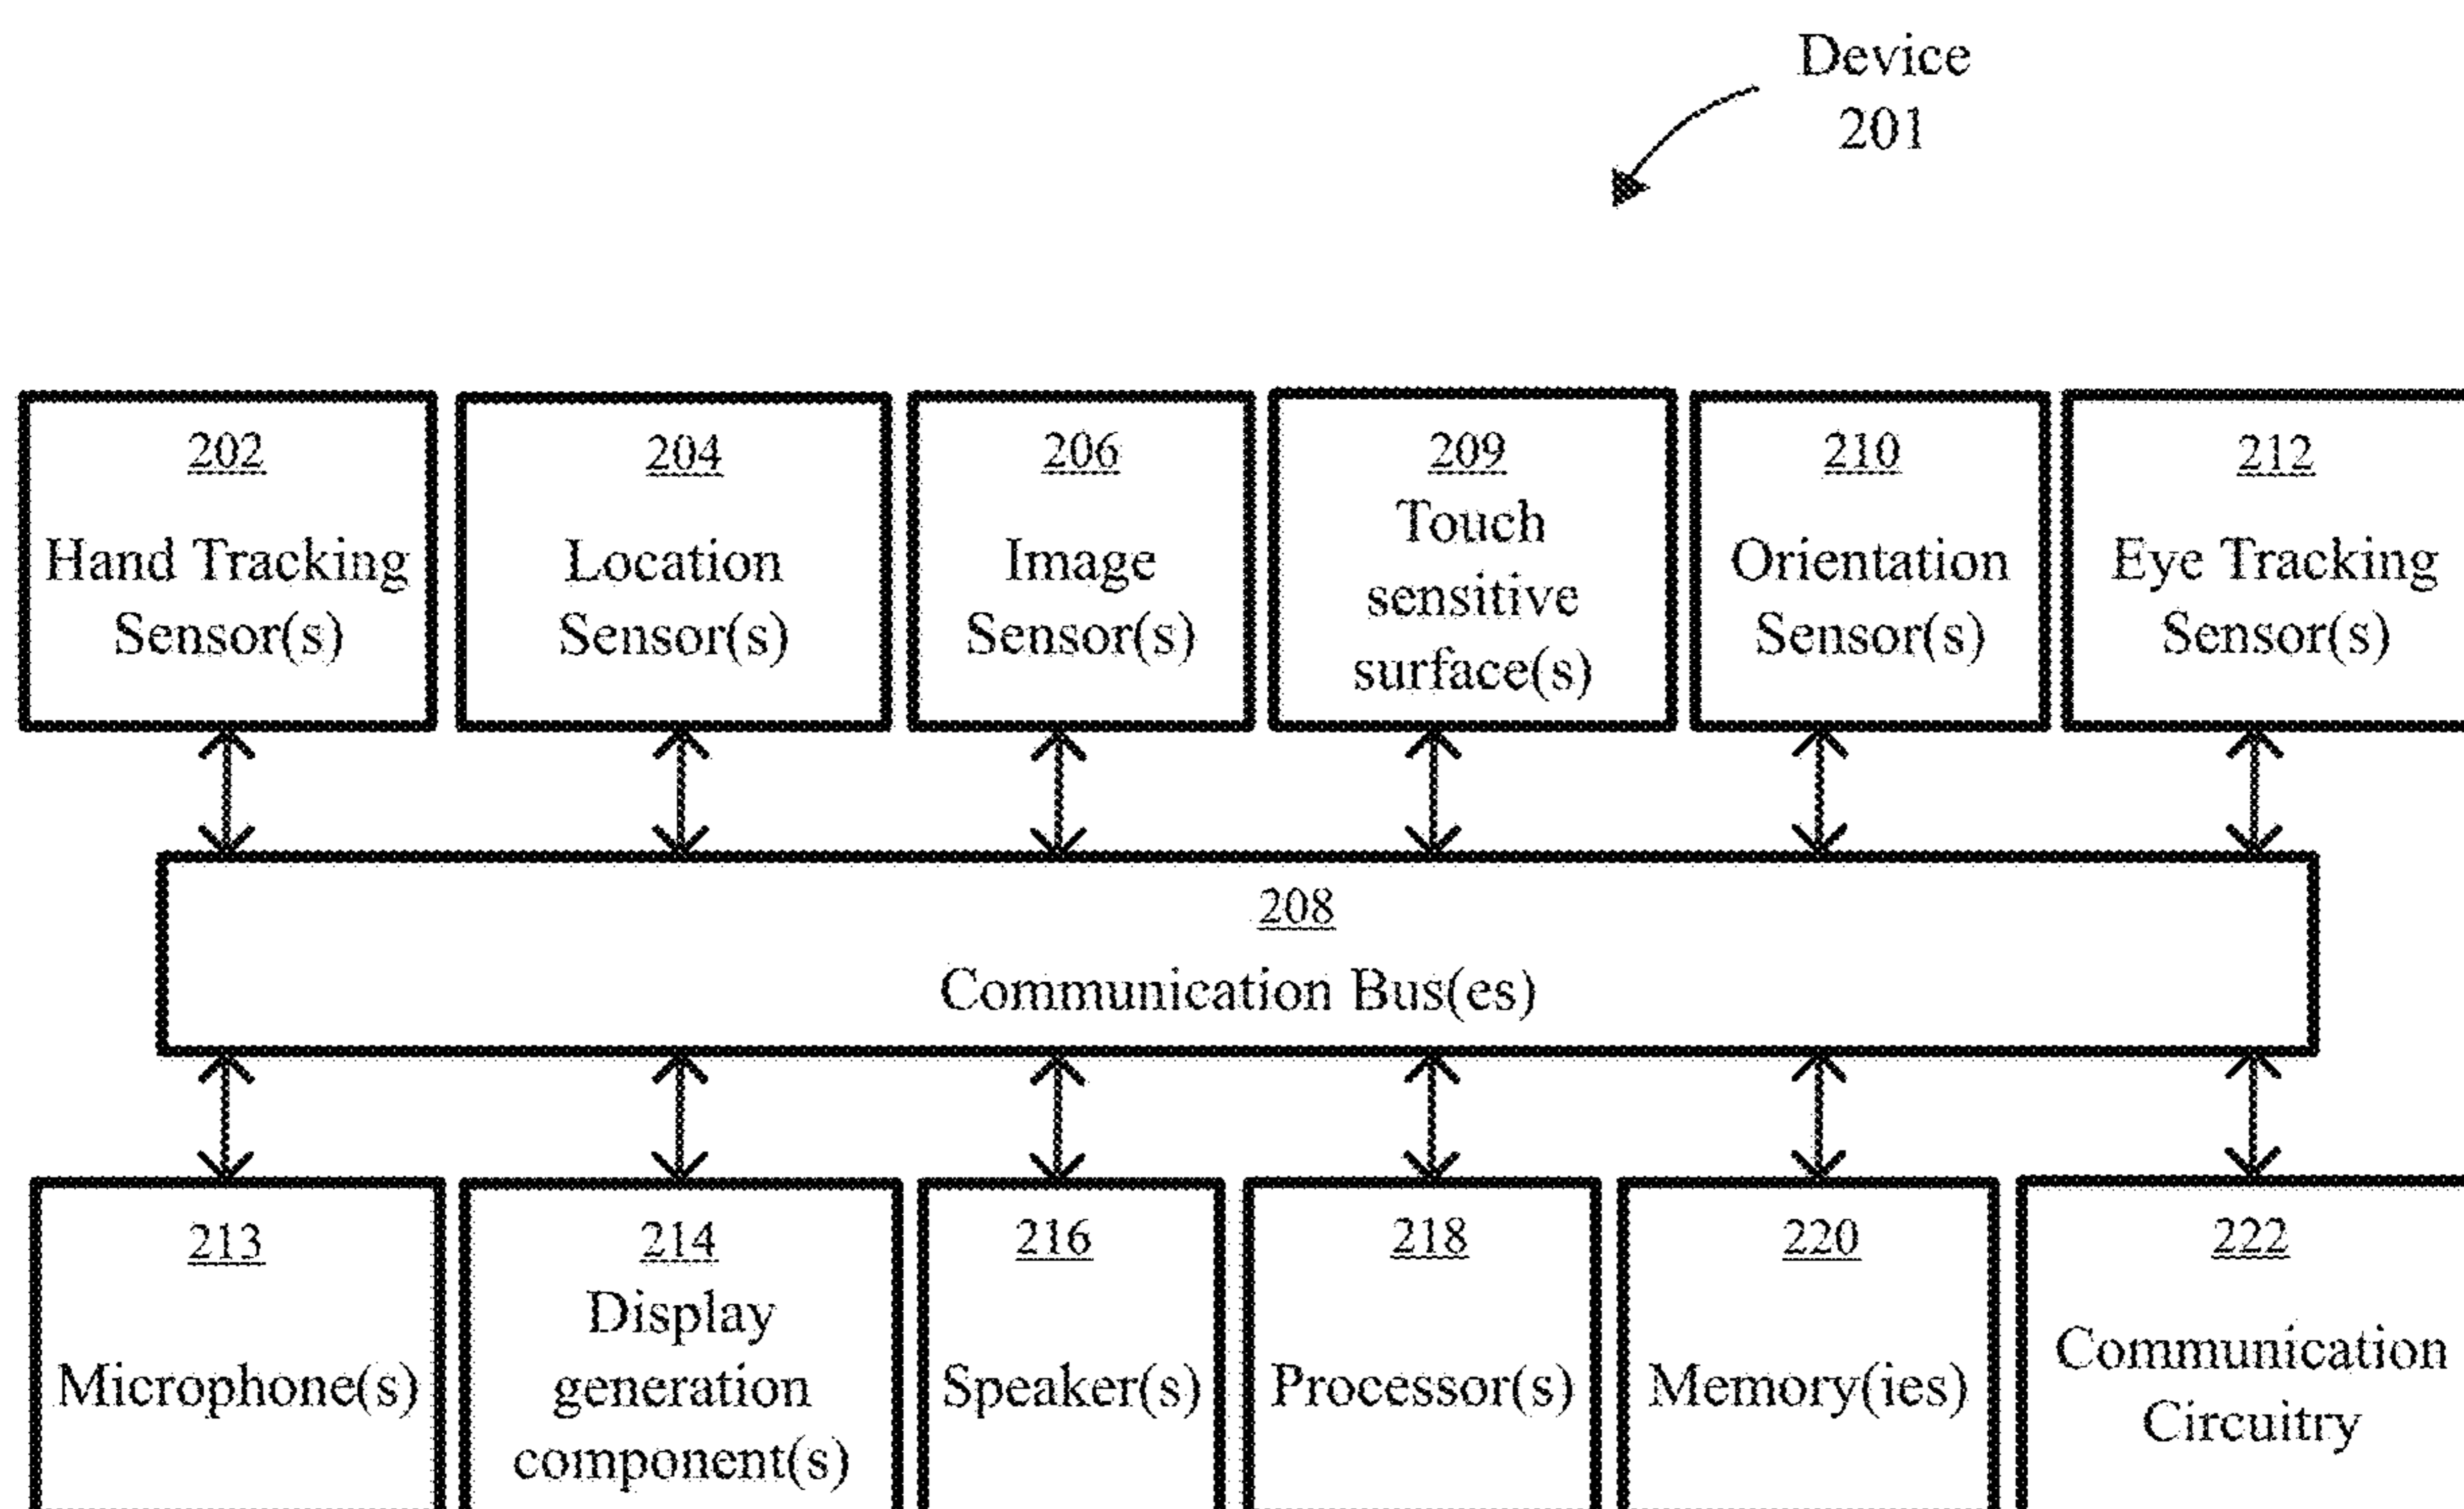 Device
201
202
Hand Tracking
Sensor(s)
204
Location
Sensor(s)
206
Image
Sensor(s)
209
Touch
sensitive
surface(s)
210
Orientation
Sensor(s)
212
Eye Tracking
Sensor(s)
208
Communication Bus(es)
213
Microphone(s)
214
Display
generation
component(s)
216
Speaker(s)
218
Processor(s)
220
Memory(ies)
222
Communication
Circuitry